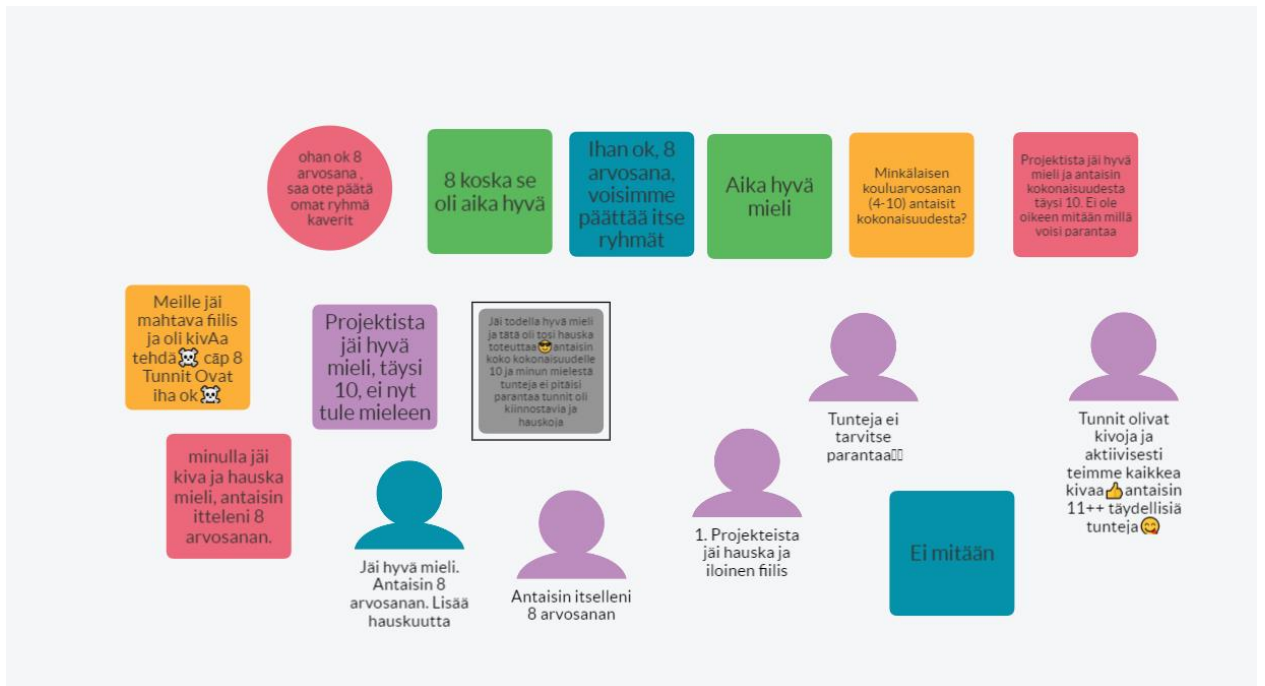 ohan ok 8
arvosana ,
saa ote päätä
omat ryhmä
kaverit
8 koska se
oli aika hyvä
Ihan ok, 8
arvosana,
voisimme
päättää itse
ryhmät
Aika hyvä
mieli
Minkälaisen
kouluarvosanan
(4-10) antaisit
kokonaisuudesta?
Projektista jäi hyvä
mieli ja antaisin
kokonaisuudesta
täysi 10. Ei ole
oikeen mitään millä
voisi parantaa
Meille jäi
mahtava fiilis
ja oli kivAa
tehdä☠️ cäp 8
Tunnit Ovat
iha ok☠️
Projektista
jäi hyvä
mieli, täysi
10, ei nyt
tule mieleen
Jäi todella hyvä mieli
ja tätä oli tosi hauska
toteuttaa😎antaisin
koko kokonaisuudelle
10 ja minun mielestä
tunteja ei pitäisi
parantaa tunnit oli
kiinnostavia ja
hauskoja
Tunteja ei
tarvitse
parantaa
Tunnit olivat
kivoja ja
aktiivisesti
teimme kaikkea
kivaa👍antaisin
11++ täydellisiä
tunteja😋
minulla jäi
kiva ja hauska
mieli, antaisin
itteleni 8
arvosanan.
Jäi hyvä mieli.
Antaisin 8
arvosanan. Lisää
hauskuutta
Antaisin itselleni
8 arvosanan
1. Projekteista
jäi hauska ja
iloinen fiilis
Ei mitään